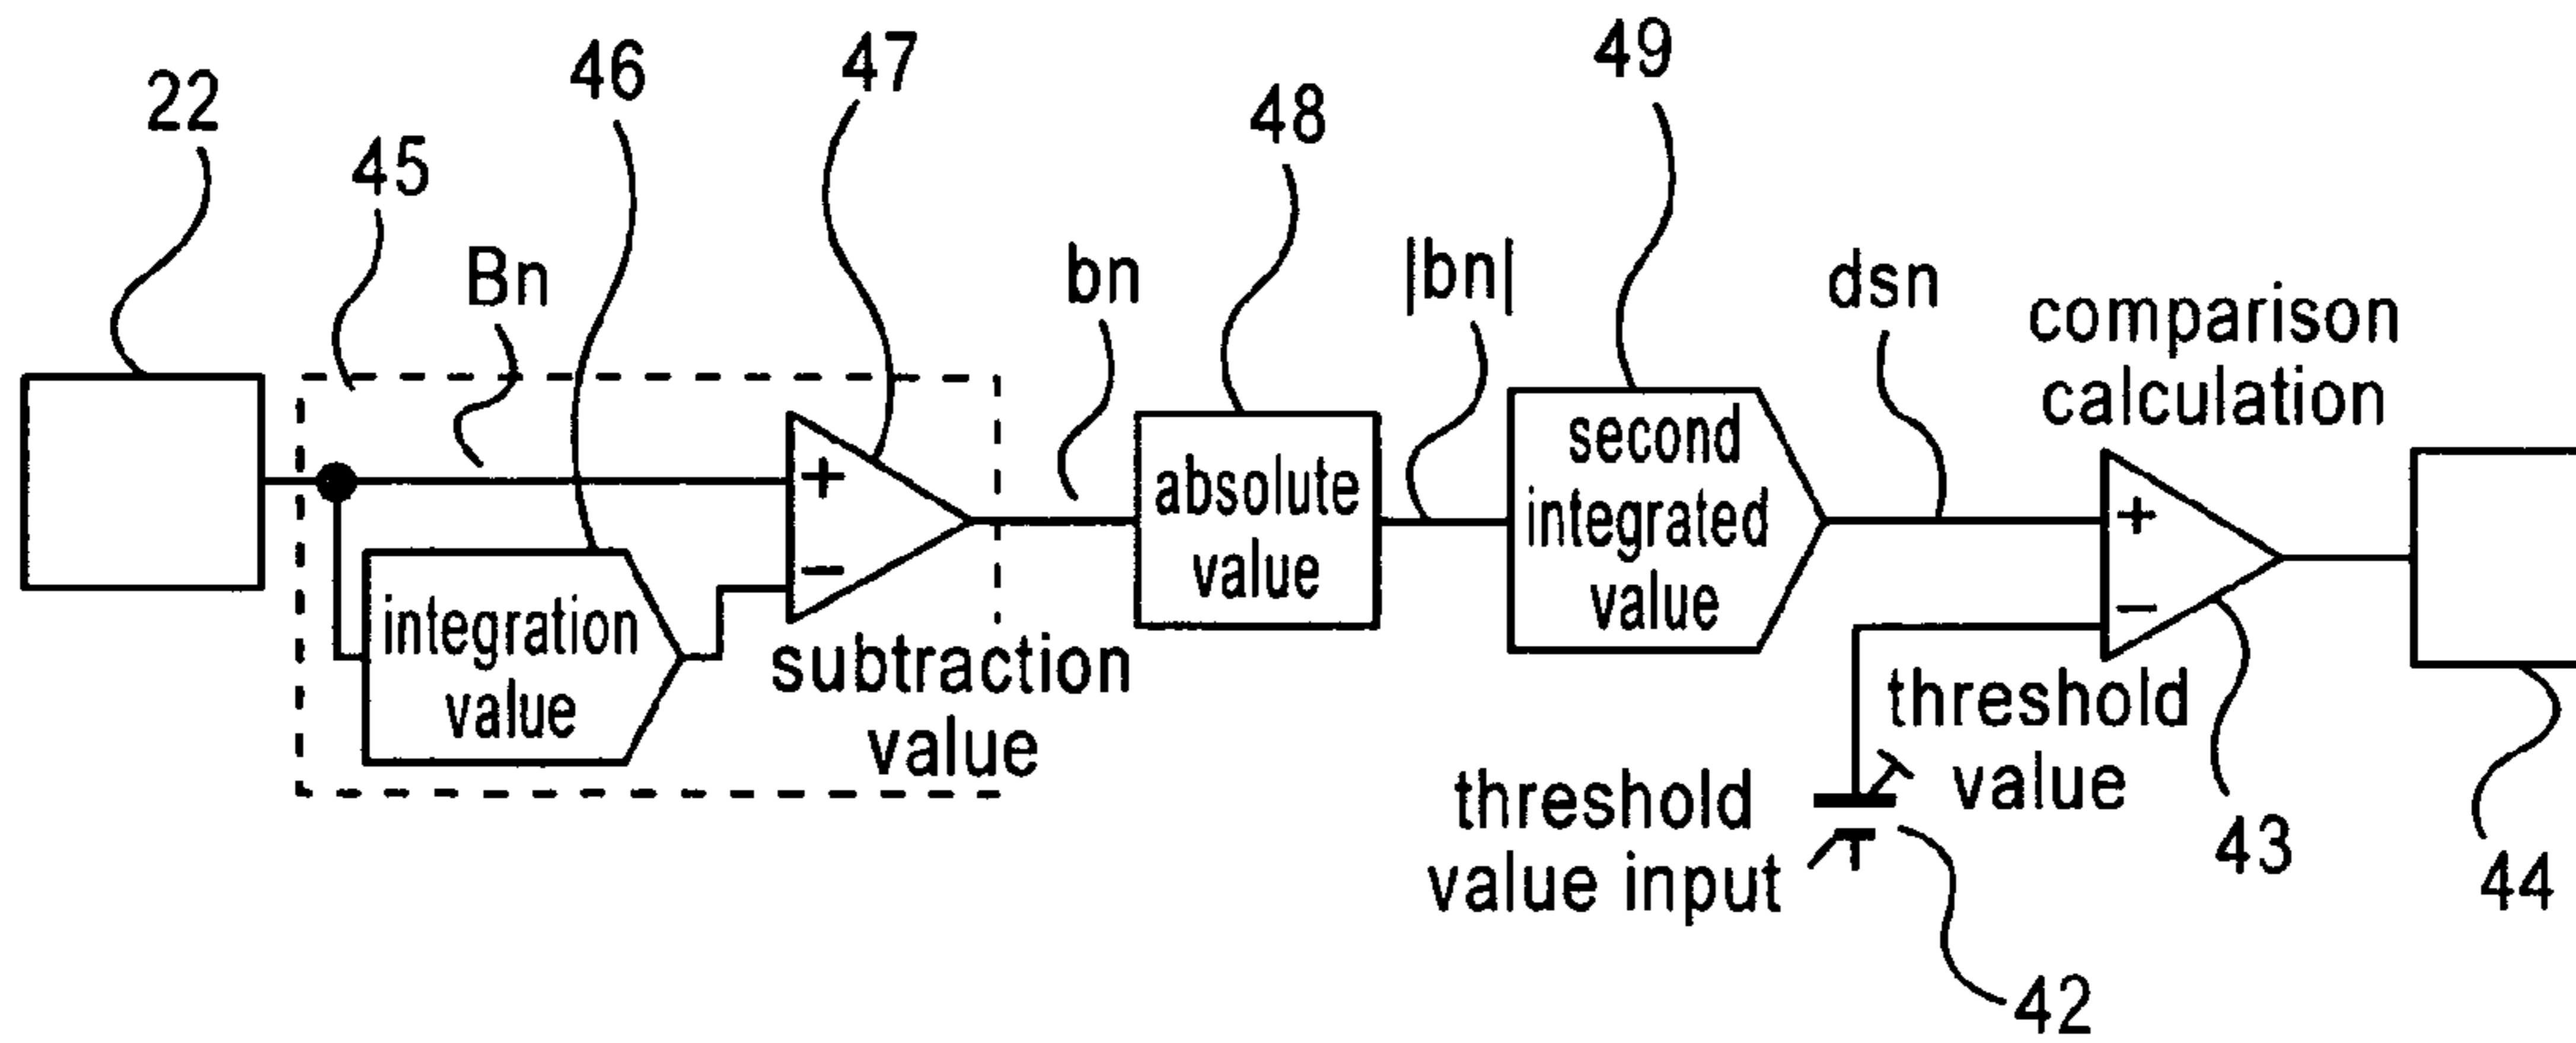 22
45
46
47
48
49
Bn
bn
|bn|
dsn
comparison
calculation
+
−
integration
value
subtraction
value
absolute
value
second
integrated
value
+
−
threshold
value
threshold
value input
43
44
42